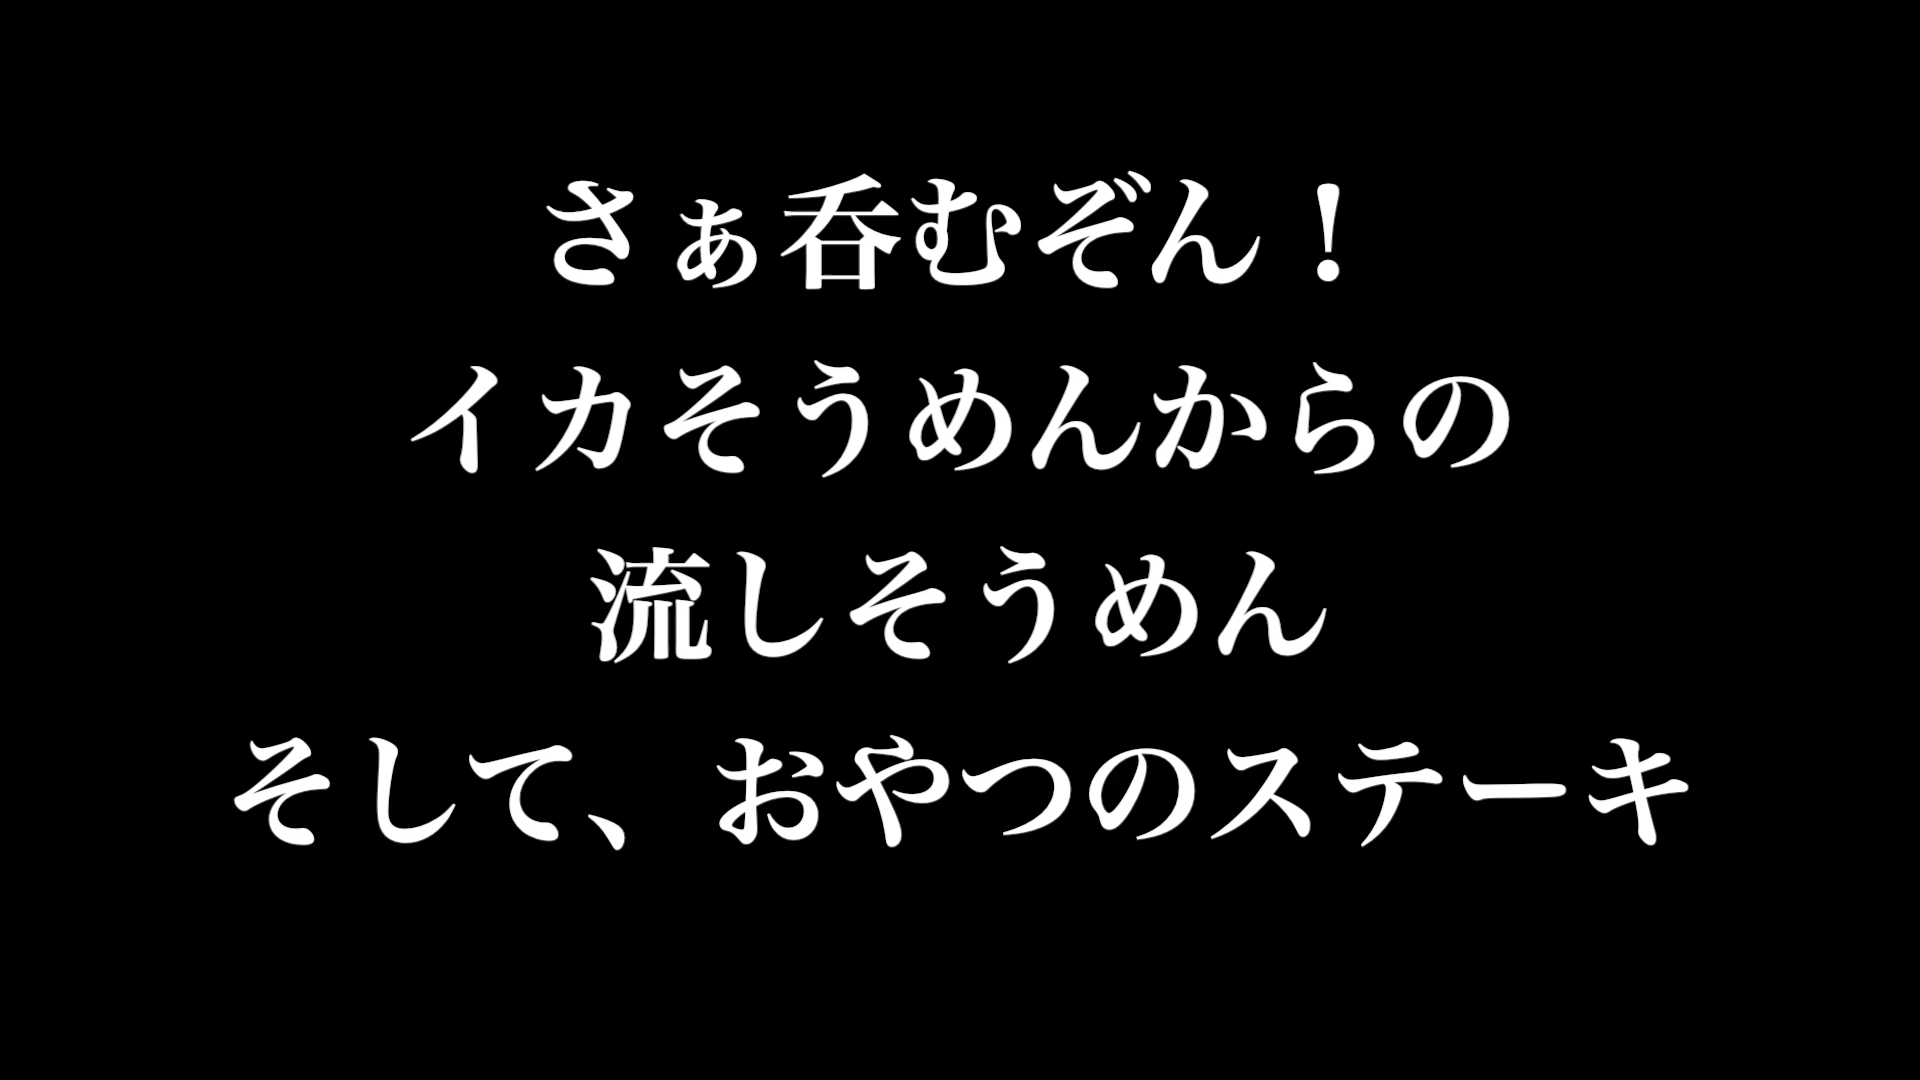 さぁ呑むぞん！
イカそうめんからの
流しそうめん
そして、おやつのステーキ